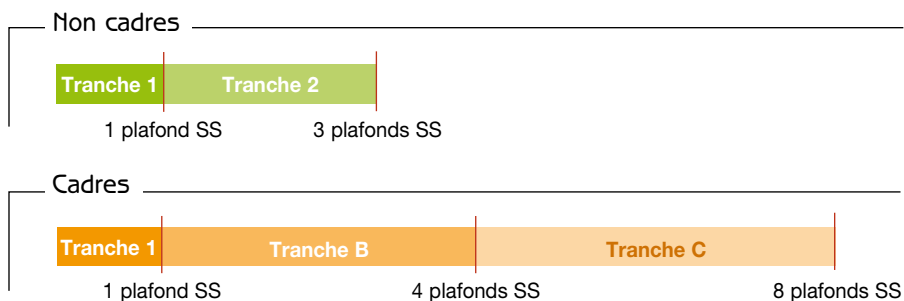 Non cadres
Tranche 1 Tranche 2
1 plafond SS 3 plafonds SS
Cadres
Tranche 1 Tranche B Tranche C
1 plafond SS 4 plafonds SS 8 plafonds SS